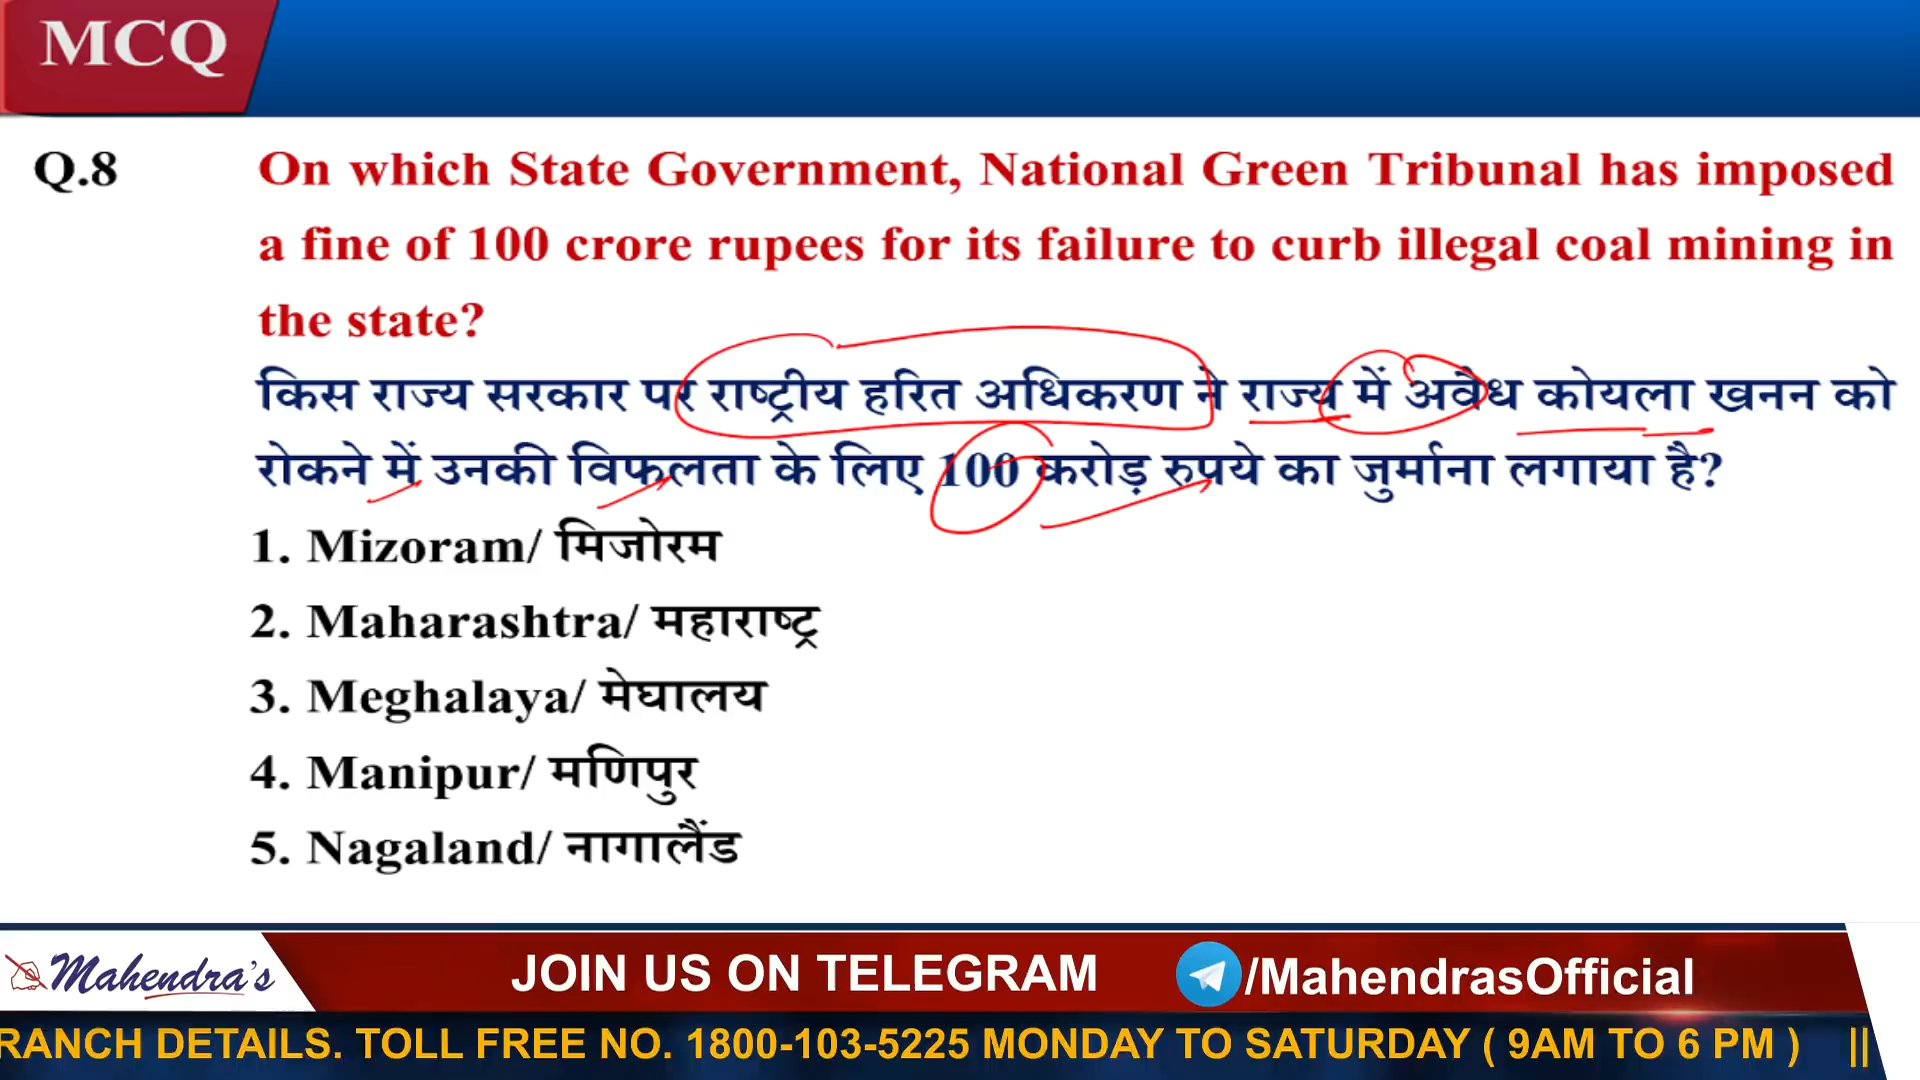 MCQ
Q.8 On which State Government, National Green Tribunal has imposed
a fine of 100 crore rupees for its failure to curb illegal coal mining in
the state?
किस राज्य सरकार पर राष्ट्रीय हरित अधिकरण ने राज्य में अवैध कोयला खनन को
रोकने में उनकी विफलता के लिए 100 करोड़ रुपये का जुर्माना लगाया है?
1. Mizoram/ मिजोरम
2. Maharashtra/ महाराष्ट्र
3. Meghalaya/ मेघालय
4. Manipur/ मणिपुर
5. Nagaland/ नागालैंड
Mahendra's JOIN US ON TELEGRAM /MahendrasOfficial
RANCH DETAILS. TOLL FREE NO. 1800-103-5225 MONDAY TO SATURDAY ( 9AM TO 6 PM ) ||